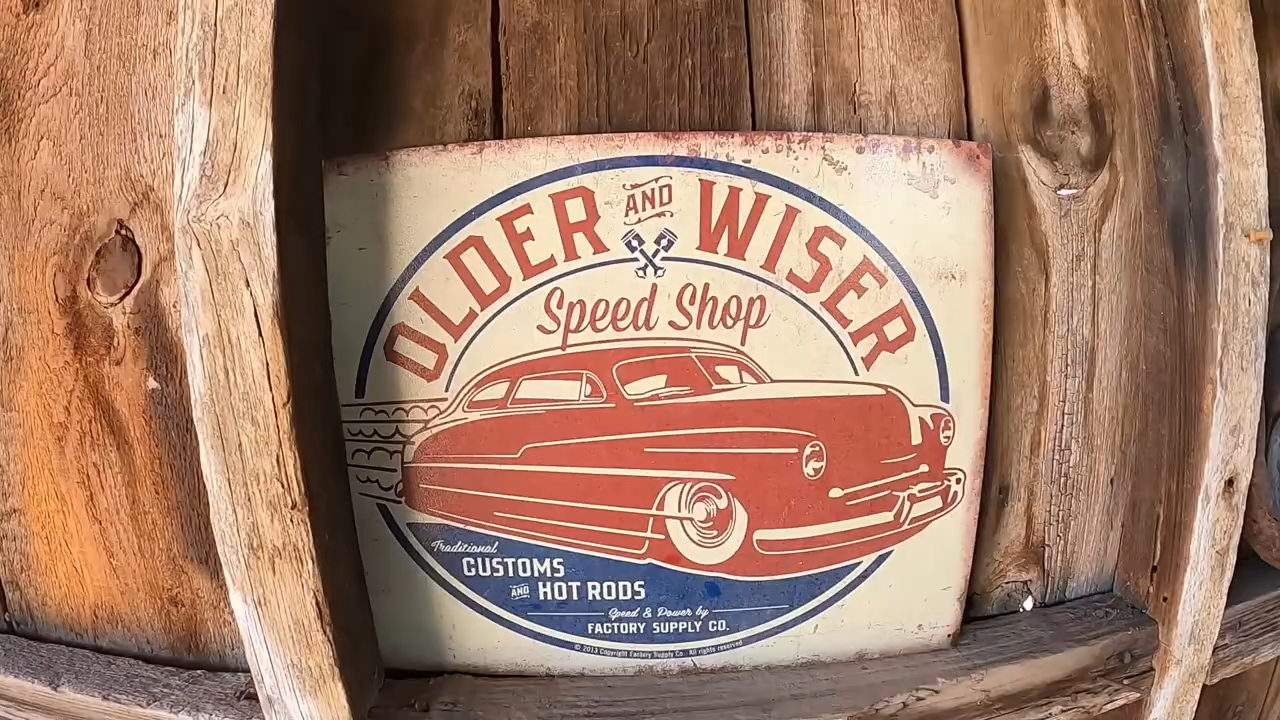 OLDER AND WISER
Speed Shop
Traditional
CUSTOMS
AND HOT RODS
Speed & Power by
FACTORY SUPPLY CO.
© 2013 Copyright Factory Supply Co. All rights reserved